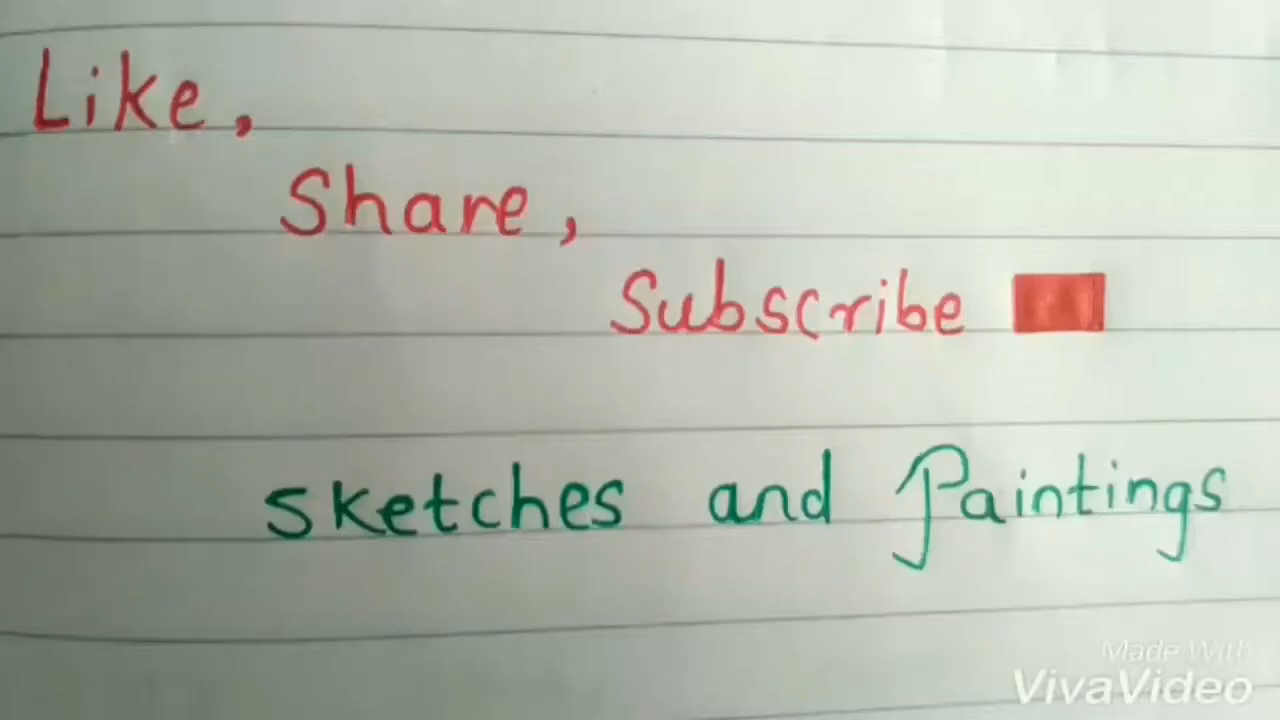 Like,
Share,
Subscribe
Sketches and Paintings
Made With
VivaVideo